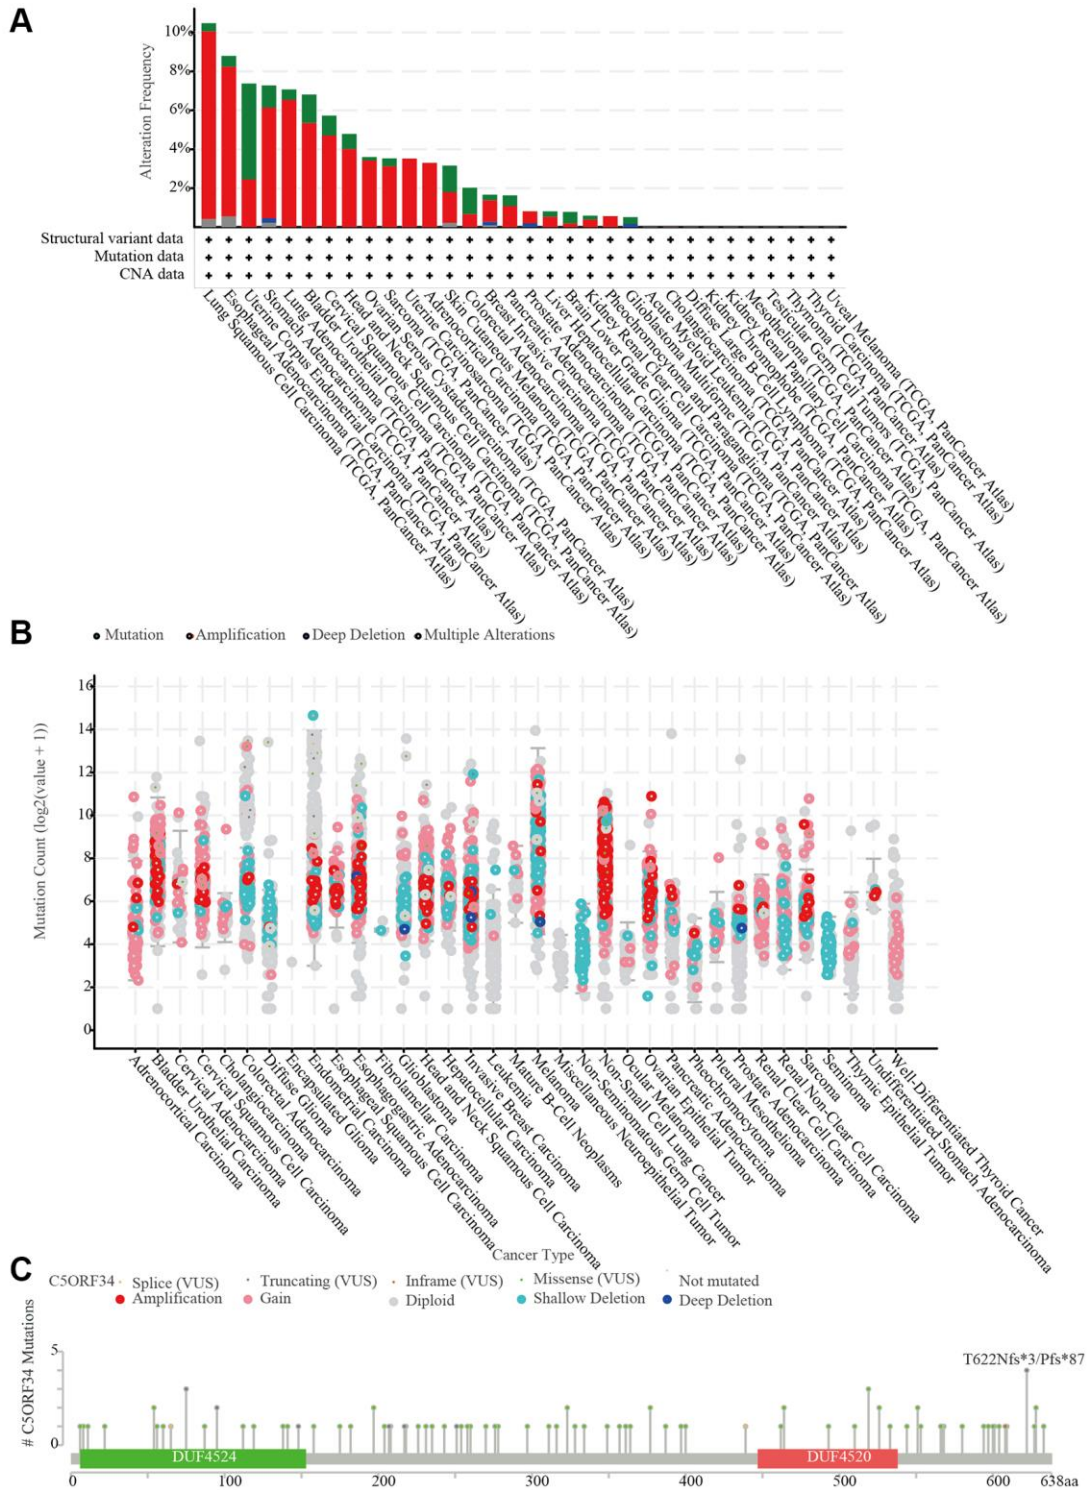 A
Alteration Frequency
10%
8%
6%
4%
2%
Structural variant data
Mutation data
CNA data
Lung Squamous Cell Carcinoma (TCGA, PanCancer Atlas)
Esophageal Adenocarcinoma (TCGA, PanCancer Atlas)
Uterine Corpus Endometrial Carcinoma (TCGA, PanCancer Atlas)
Stomach Adenocarcinoma (TCGA, PanCancer Atlas)
Lung Adenocarcinoma (TCGA, PanCancer Atlas)
Bladder Urothelial Carcinoma (TCGA, PanCancer Atlas)
Cervical Squamous Cell Carcinoma (TCGA, PanCancer Atlas)
Head and Neck Squamous Cell Carcinoma (TCGA, PanCancer Atlas)
Ovarian Serous Cystadenocarcinoma (TCGA, PanCancer Atlas)
Sarcoma (TCGA, PanCancer Atlas)
Uterine Carcinosarcoma (TCGA, PanCancer Atlas)
Adrenocortical Carcinoma (TCGA, PanCancer Atlas)
Skin Cutaneous Melanoma (TCGA, PanCancer Atlas)
Colorectal Adenocarcinoma (TCGA, PanCancer Atlas)
Breast Invasive Carcinoma (TCGA, PanCancer Atlas)
Pancreatic Adenocarcinoma (TCGA, PanCancer Atlas)
Prostate Adenocarcinoma (TCGA, PanCancer Atlas)
Liver Hepatocellular Carcinoma (TCGA, PanCancer Atlas)
Brain Lower Grade Glioma (TCGA, PanCancer Atlas)
Kidney Renal Clear Cell Carcinoma (TCGA, PanCancer Atlas)
Pheochromocytoma and Paraganglioma (TCGA, PanCancer Atlas)
Glioblastoma Multiforme (TCGA, PanCancer Atlas)
Acute Myeloid Leukemia (TCGA, PanCancer Atlas)
Cholangiocarcinoma (TCGA, PanCancer Atlas)
Diffuse Large B-Cell Lymphoma (TCGA, PanCancer Atlas)
Kidney Chromophobe (TCGA, PanCancer Atlas)
Kidney Renal Papillary Cell Carcinoma (TCGA, PanCancer Atlas)
Mesothelioma (TCGA, PanCancer Atlas)
Testicular Germ Cell Tumors (TCGA, PanCancer Atlas)
Thymoma (TCGA, PanCancer Atlas)
Thyroid Carcinoma (TCGA, PanCancer Atlas)
Uveal Melanoma (TCGA, PanCancer Atlas)
B
Mutation Amplification Deep Deletion Multiple Alterations
Mutation Count (log2(value + 1))
16
14
12
10
8
6
4
2
0
Adrenocortical Carcinoma
Bladder Urothelial Carcinoma
Cervical Adenocarcinoma
Cervical Squamous Cell Carcinoma
Cholangiocarcinoma
Colorectal Adenocarcinoma
Diffuse Glioma
Encapsulated Glioma
Endometrial Carcinoma
Esophageal Squamous Cell Carcinoma
Esophagogastric Adenocarcinoma
Fibrolamellar Carcinoma
Glioblastoma
Head and Neck Squamous Cell Carcinoma
Hepatocellular Carcinoma
Invasive Breast Carcinoma
Leukemia
Mature B-Cell Neoplasms
Melanoma
Miscellaneous Neuroepithelial Tumor
Non-Seminomatous Germ Cell Tumor
Non-Small Cell Lung Cancer
Ocular Melanoma
Ovarian Epithelial Tumor
Pancreatic Adenocarcinoma
Pheochromocytoma
Pleural Mesothelioma
Prostate Adenocarcinoma
Renal Clear Cell Carcinoma
Renal Non-Clear Cell Carcinoma
Sarcoma
Seminoma
Thymic Epithelial Tumor
Undifferentiated Stomach Adenocarcinoma
Well-Differentiated Thyroid Cancer
Cancer Type
C
C5ORF34 Splice (VUS) Truncating (VUS) Inframe (VUS) Missense (VUS) Not mutated
Amplification Gain Diploid Shallow Deletion Deep Deletion
# C5ORF34 Mutations
5
0
T622Nfs*3/Pfs*87
DUF4524
DUF4520
0 100 200 300 400 500 600 638aa